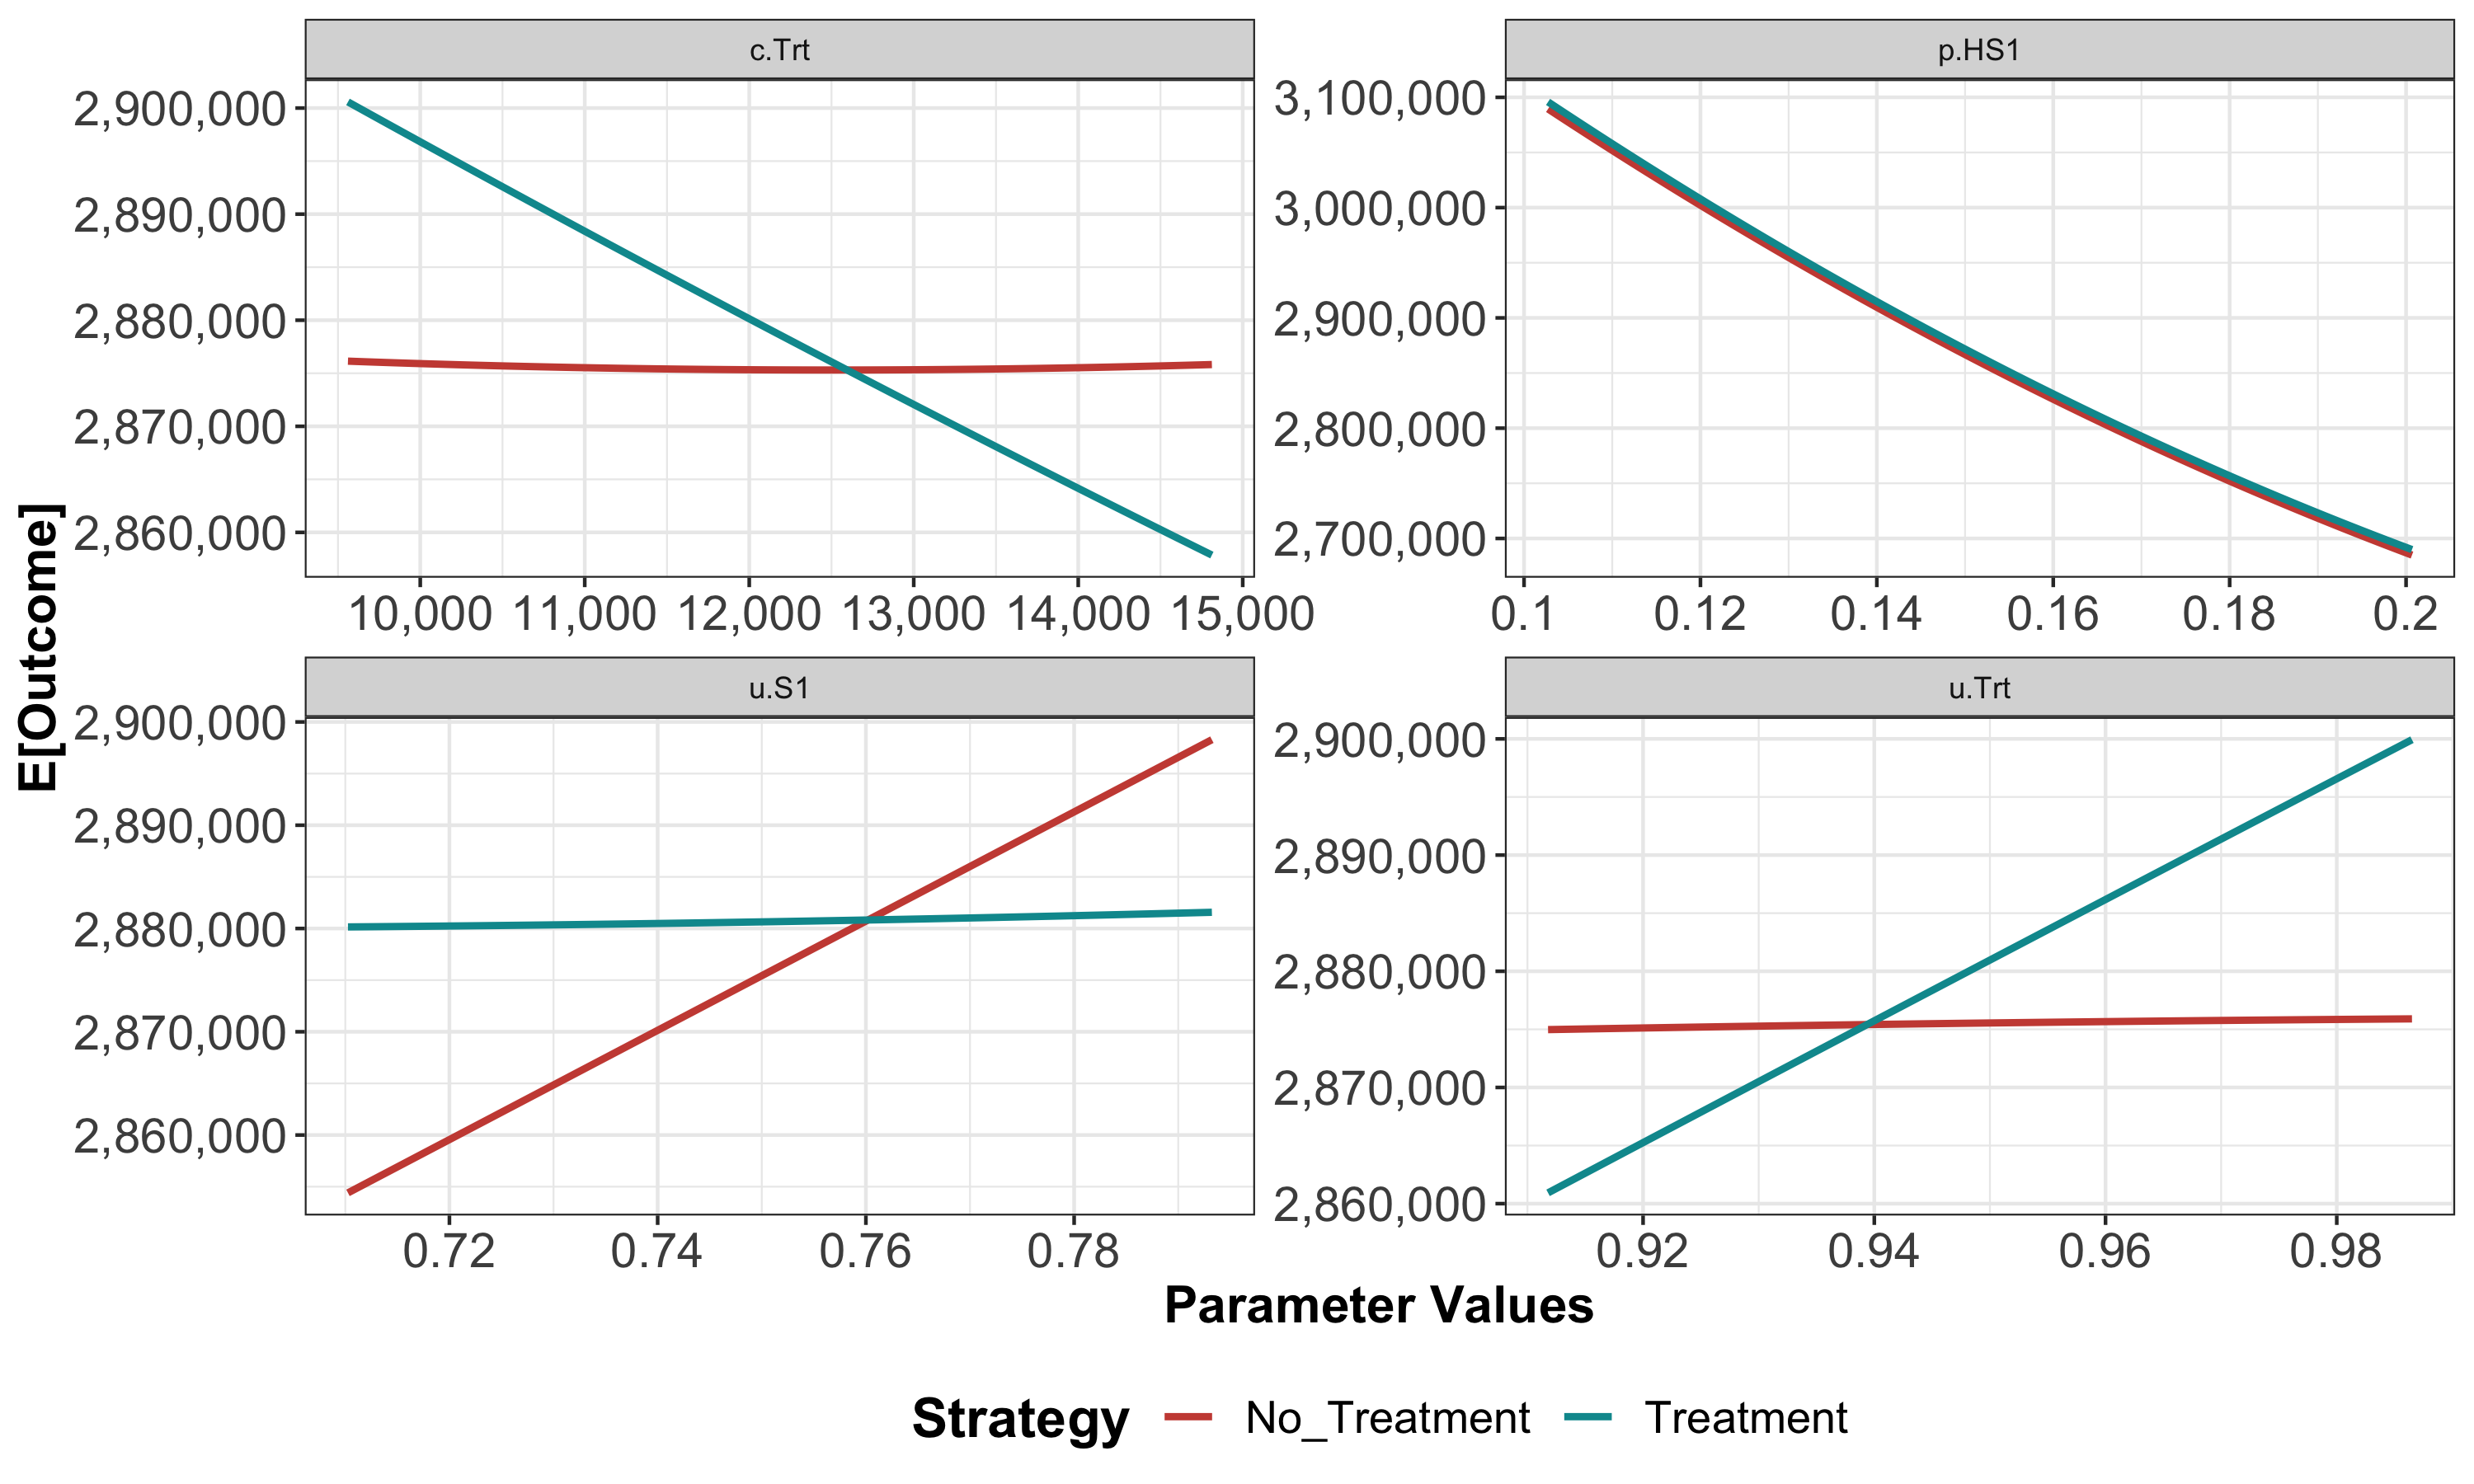 c.Trt
2,900,000
2,890,000
2,880,000
2,870,000
2,860,000
10,000 11,000 12,000 13,000 14,000 15,000
p.HS1
3,100,000
3,000,000
2,900,000
2,800,000
2,700,000
0.1 0.12 0.14 0.16 0.18 0.2
E[Outcome]
u.S1
2,900,000
2,890,000
2,880,000
2,870,000
2,860,000
0.72 0.74 0.76 0.78
u.Trt
2,900,000
2,890,000
2,880,000
2,870,000
2,860,000
0.92 0.94 0.96 0.98
Parameter Values
Strategy No_Treatment Treatment